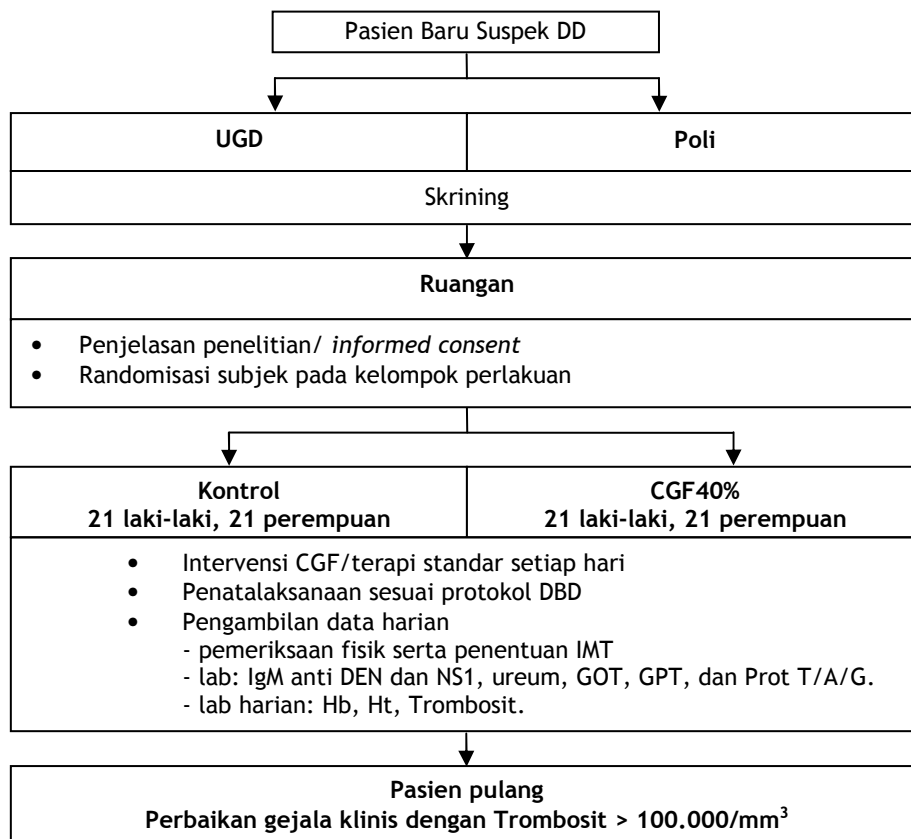 Pasien Baru Suspek DD
UGD
Poli
Skrining
Ruangan
• Penjelasan penelitian/ informed consent
• Randomisasi subjek pada kelompok perlakuan
Kontrol
21 laki-laki, 21 perempuan
CGF40%
21 laki-laki, 21 perempuan
• Intervensi CGF/terapi standar setiap hari
• Penatalaksanaan sesuai protokol DBD
• Pengambilan data harian
- pemeriksaan fisik serta penentuan IMT
- lab: IgM anti DEN dan NS1, ureum, GOT, GPT, dan Prot T/A/G.
- lab harian: Hb, Ht, Trombosit.
Pasien pulang
Perbaikan gejala klinis dengan Trombosit > 100.000/mm³